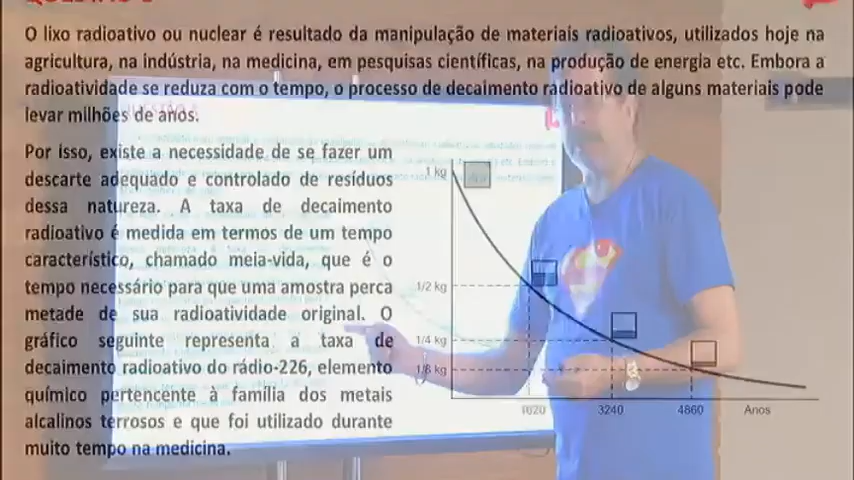 O lixo radioativo ou nuclear é resultado da manipulação de materiais radioativos, utilizados hoje na
agricultura, na indústria, na medicina, em pesquisas científicas, na produção de energia etc. Embora a
radioatividade se reduza com o tempo, o processo de decaimento radioativo de alguns materiais pode
levar milhões de anos.
Por isso, existe a necessidade de se fazer um
descarte adequado e controlado de resíduos
dessa natureza. A taxa de decaimento
radioativo é medida em termos de um tempo
característico, chamado meia-vida, que é o
tempo necessário para que uma amostra perca
metade de sua radioatividade original. O
gráfico seguinte representa a taxa de
decaimento radioativo do rádio-226, elemento
químico pertencente à família dos metais
alcalinos terrosos e que foi utilizado durante
muito tempo na medicina.
1 kg
1/2 kg
1/4 kg
1/8 kg
1620 3240 4860 Anos